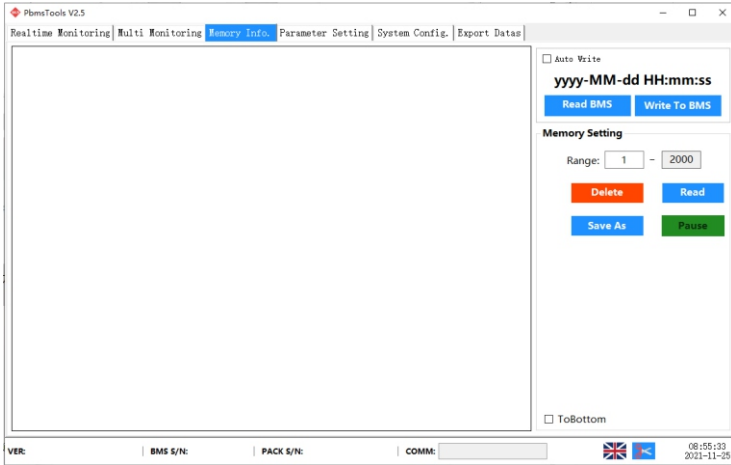 PbmsTools V2.5
Realtime Monitoring Multi Monitoring Memory Info. Parameter Setting System Config. Export Datas
Auto Write
yyyy-MM-dd HH:mm:ss
Read BMS Write To BMS
Memory Setting
Range: 1 - 2000
Delete Read
Save As Pause
ToBottom
VER: BMS S/N: PACK S/N: COMM: 08:55:33
2021-11-25